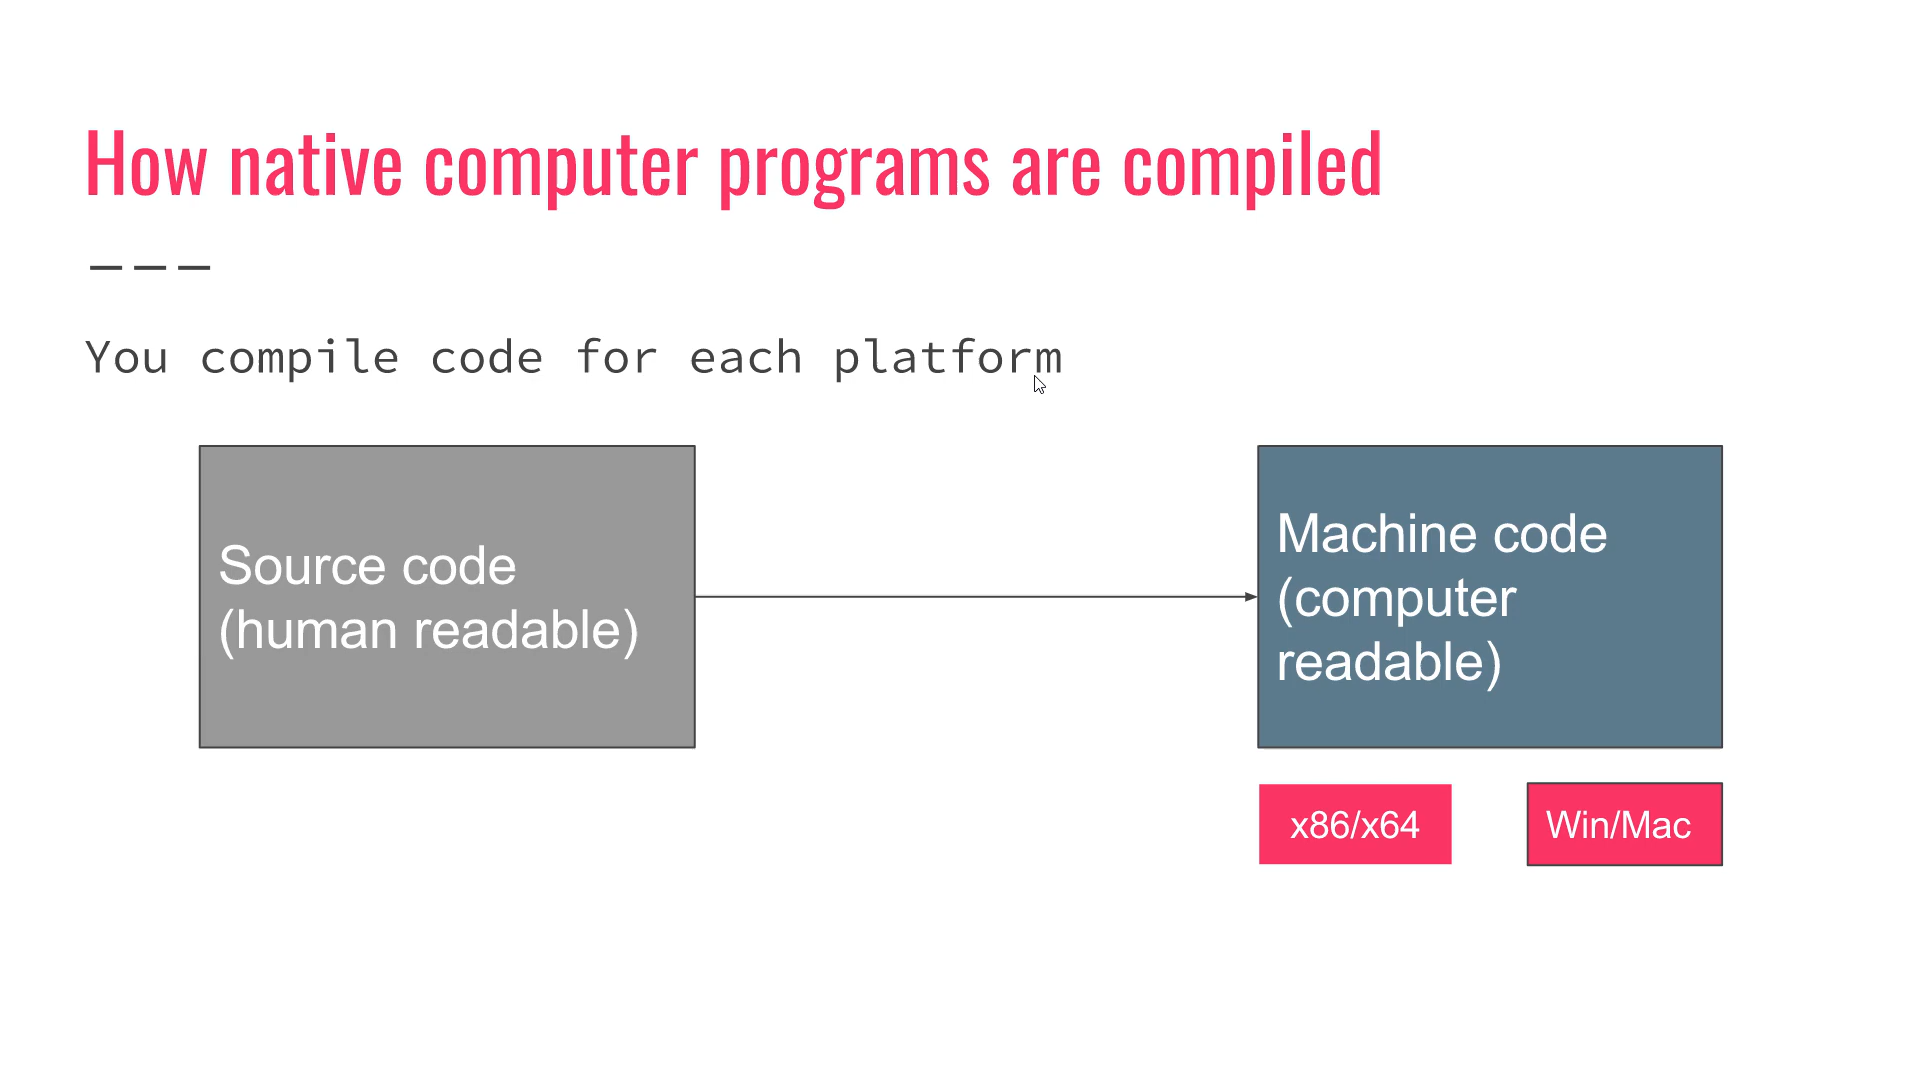 How native computer programs are compiled
———
You compile code for each platform
Source code
(human readable)
Machine code
(computer
readable)
x86/x64
Win/Mac